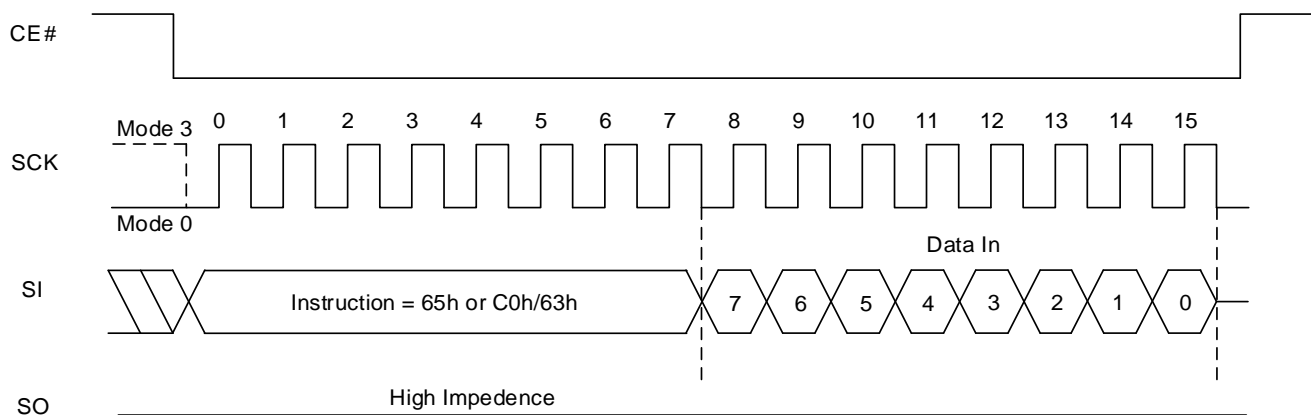 CE#
Mode 3
0 1 2 3 4 5 6 7 8 9 10 11 12 13 14 15
SCK
Mode 0
Data In
SI
Instruction = 65h or C0h/63h
7 6 5 4 3 2 1 0
High Impedence
SO